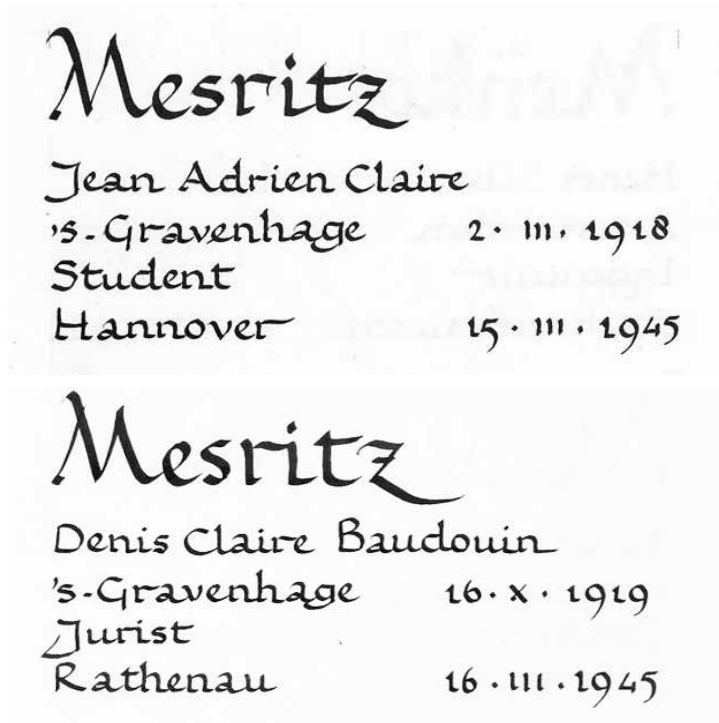 Mesritz
Jean Adrien Claire
's-Gravenhage 2. III. 1918
Student
Hannover 15. III. 1945
Mesritz
Denis Claire Baudouin
's-Gravenhage 16. X. 1919
Jurist
Rathenau 16. III. 1945